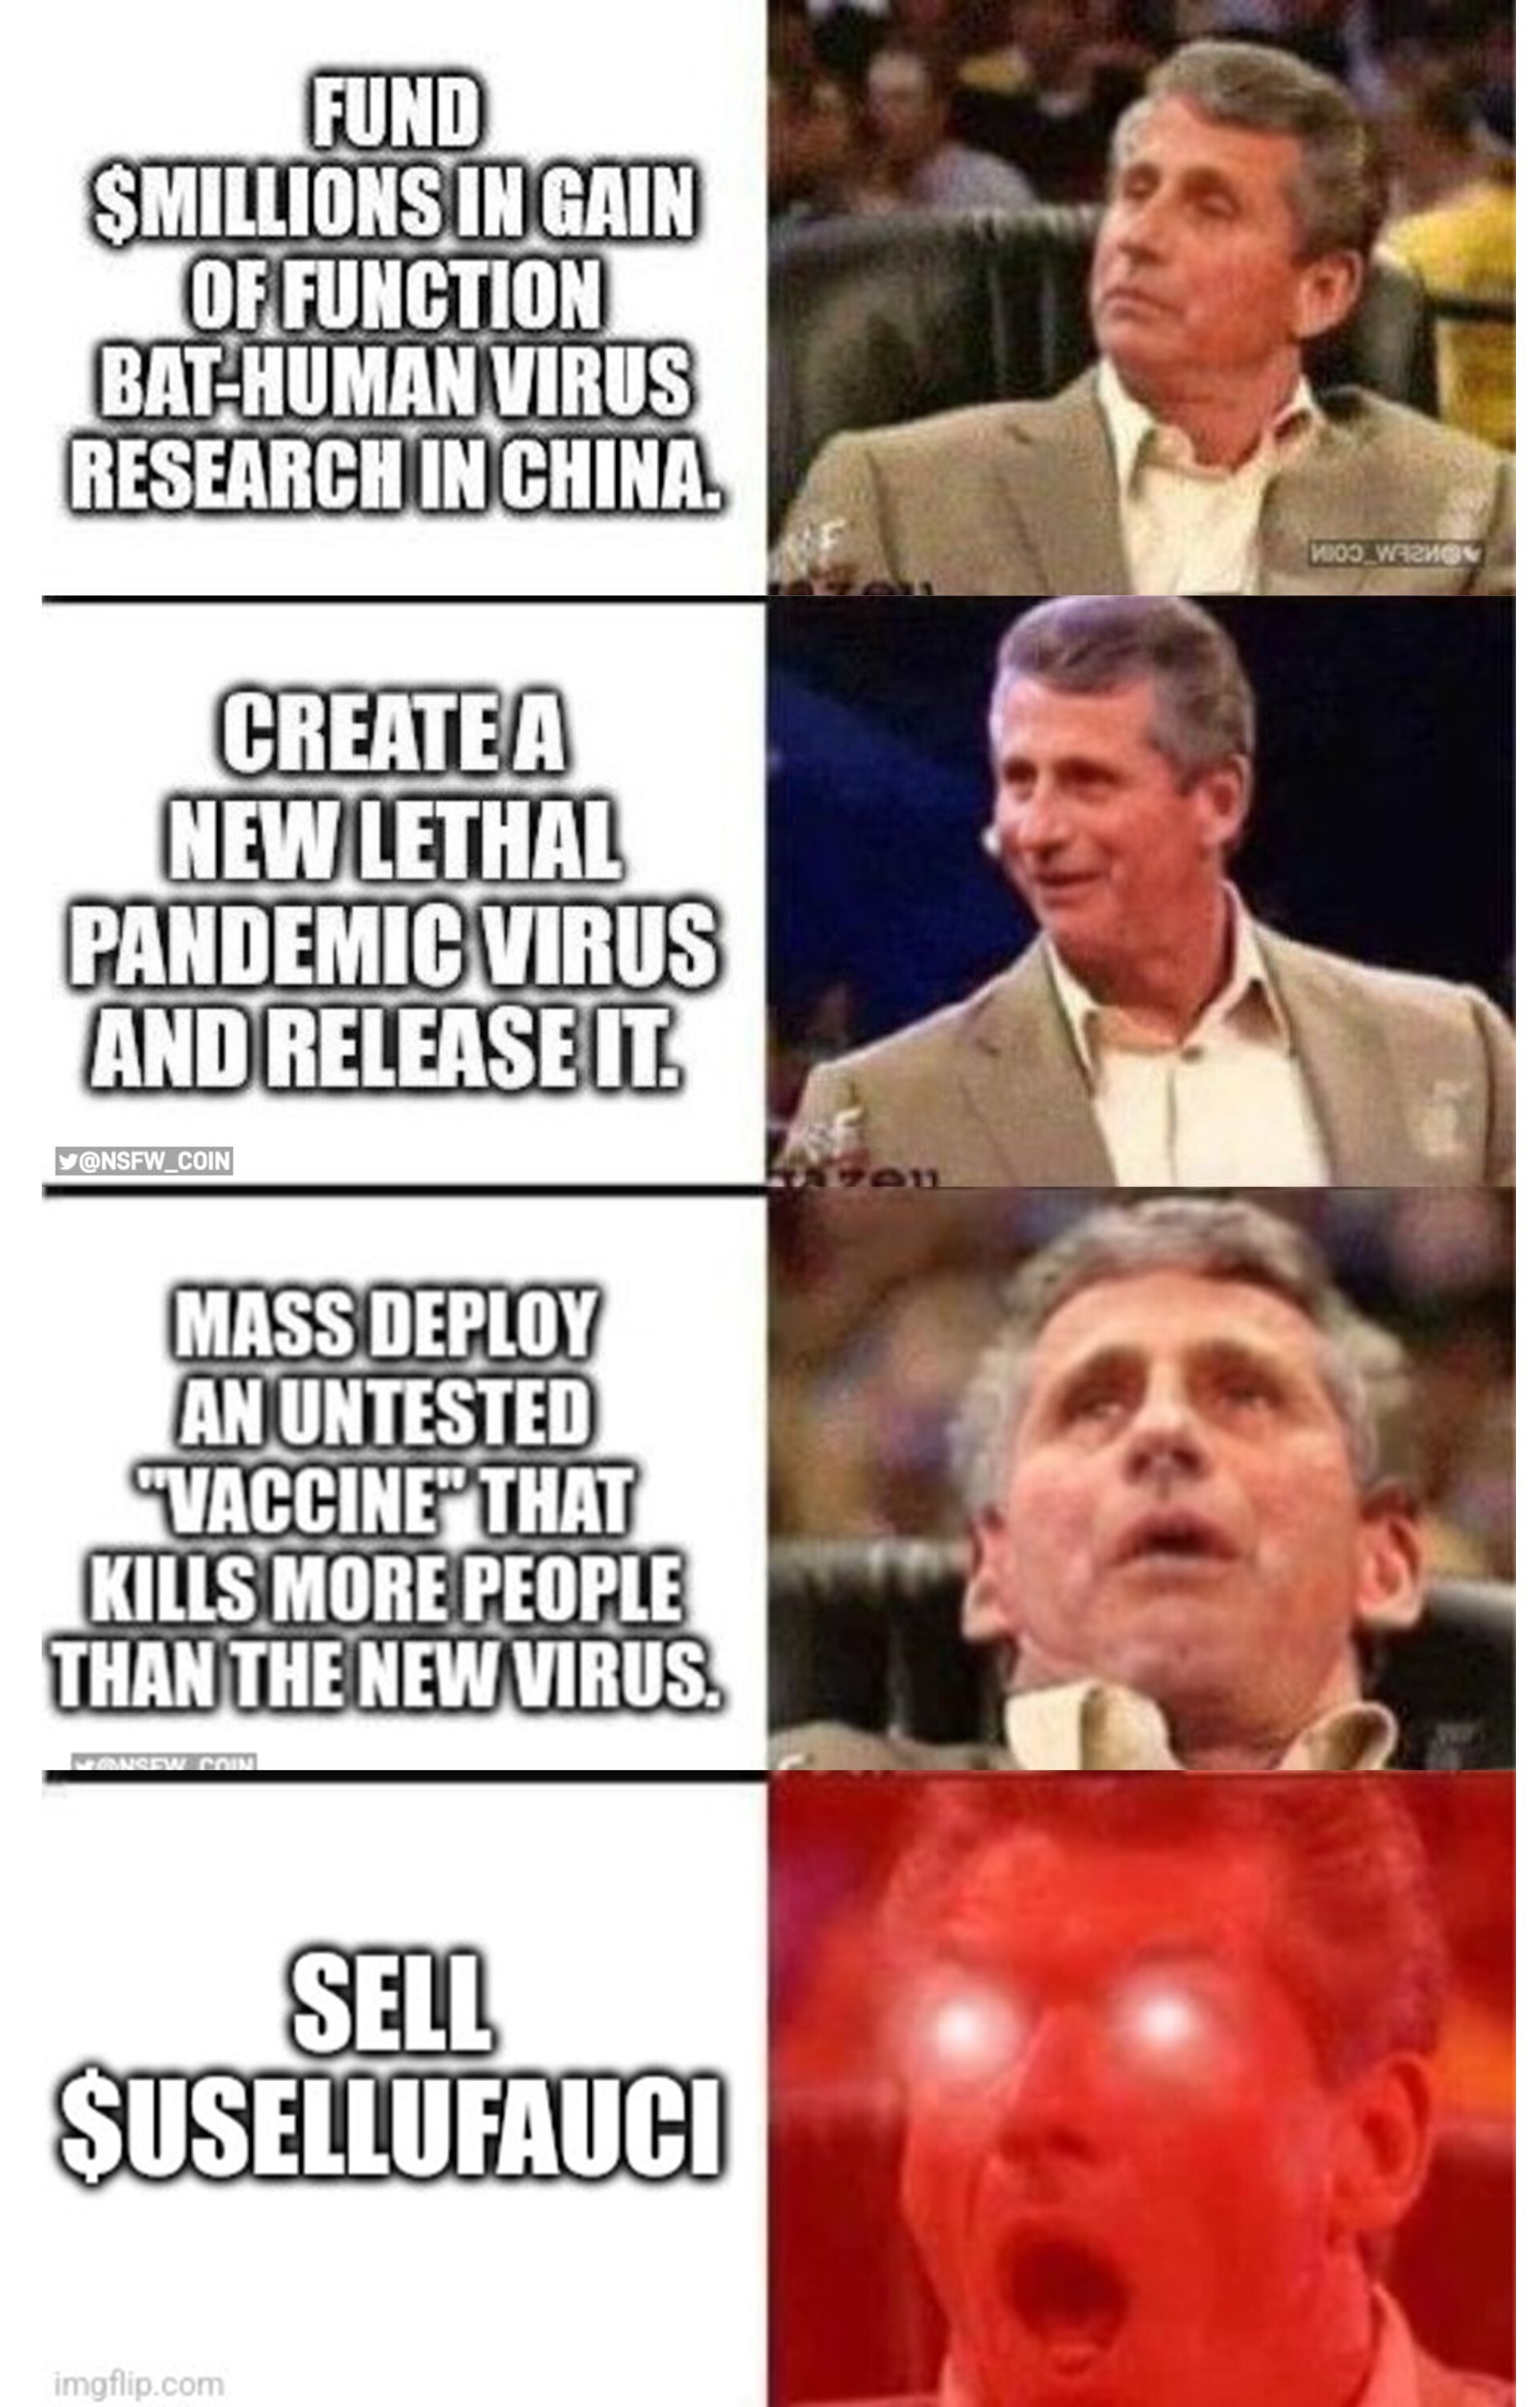 FUND
$MILLIONS IN GAIN
OF FUNCTION
BAT-HUMAN VIRUS
RESEARCH IN CHINA.
@NSFW_COIN
CREATE A
NEW LETHAL
PANDEMIC VIRUS
AND RELEASE IT.
@NSFW_COIN
MASS DEPLOY
AN UNTESTED
"VACCINE" THAT
KILLS MORE PEOPLE
THAN THE NEW VIRUS.
@NSFW_COIN
SELL
$USELLUFAUCI
imgflip.com